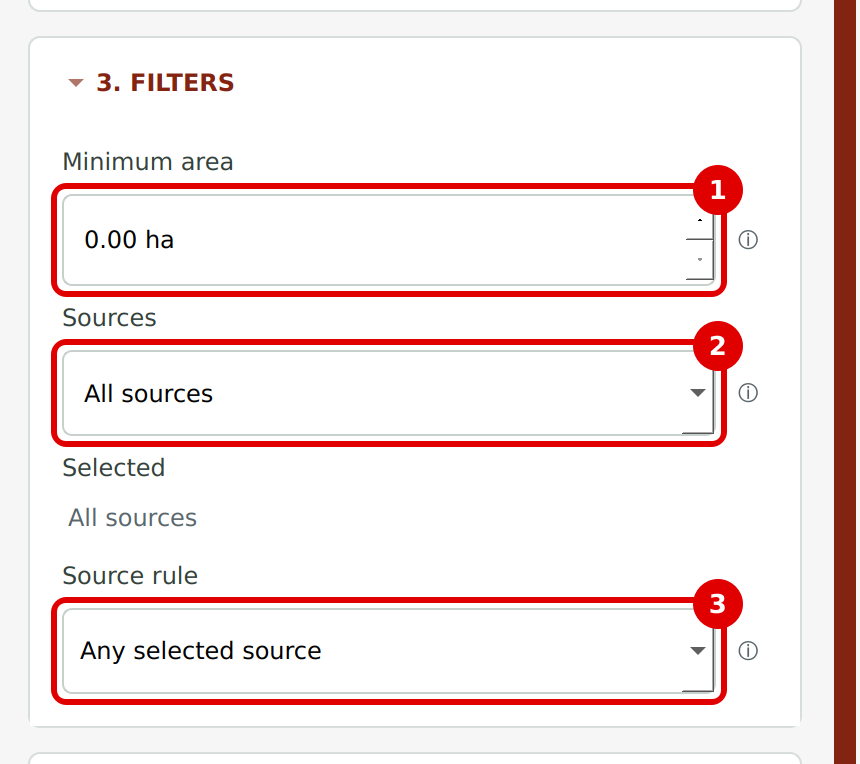 3. FILTERS
Minimum area
1
0.00 ha
Sources
2
All sources
Selected
All sources
Source rule
3
Any selected source